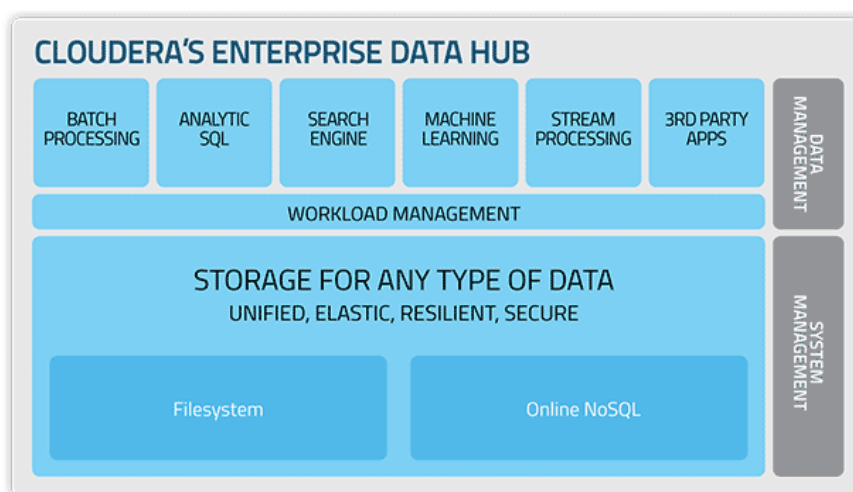 CLOUDERA'S ENTERPRISE DATA HUB
BATCH
PROCESSING
ANALYTIC
SQL
SEARCH
ENGINE
MACHINE
LEARNING
STREAM
PROCESSING
3RD PARTY
APPS
DATA
MANAGEMENT
WORKLOAD MANAGEMENT
STORAGE FOR ANY TYPE OF DATA
UNIFIED, ELASTIC, RESILIENT, SECURE
Filesystem
Online NoSQL
SYSTEM
MANAGEMENT